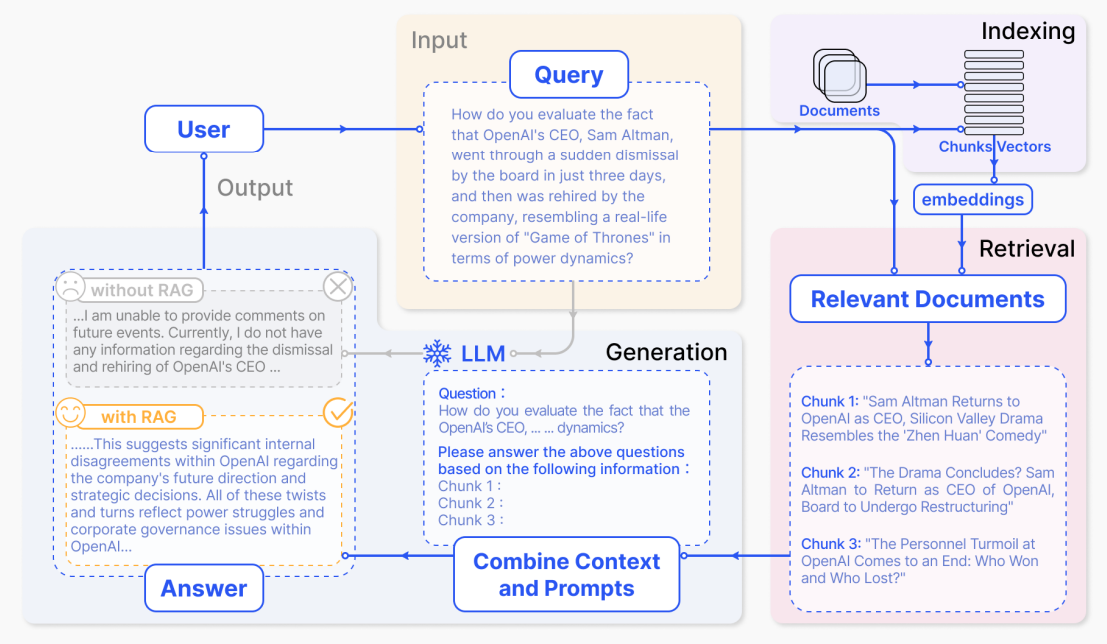 Input
Query
How do you evaluate the fact
that OpenAI's CEO, Sam Altman,
went through a sudden dismissal
by the board in just three days,
and then was rehired by the
company, resembling a real-life
version of "Game of Thrones" in
terms of power dynamics?
Indexing
Documents
Chunks Vectors
embeddings
User
Output
Retrieval
Relevant Documents
Chunk 1: "Sam Altman Returns to
OpenAI as CEO, Silicon Valley Drama
Resembles the 'Zhen Huan' Comedy"
Chunk 2: "The Drama Concludes? Sam
Altman to Return as CEO of OpenAI,
Board to Undergo Restructuring"
Chunk 3: "The Personnel Turmoil at
OpenAI Comes to an End: Who Won
and Who Lost?"
LLM
Generation
Question :
How do you evaluate the fact that the
OpenAI's CEO, ... ... dynamics?
Please answer the above questions
based on the following information :
Chunk 1 :
Chunk 2 :
Chunk 3 :
Combine Context
and Prompts
without RAG
...I am unable to provide comments on
future events. Currently, I do not have
any information regarding the dismissal
and rehiring of OpenAI's CEO ...
with RAG
......This suggests significant internal
disagreements within OpenAI regarding
the company's future direction and
strategic decisions. All of these twists
and turns reflect power struggles and
corporate governance issues within
OpenAI...
Answer